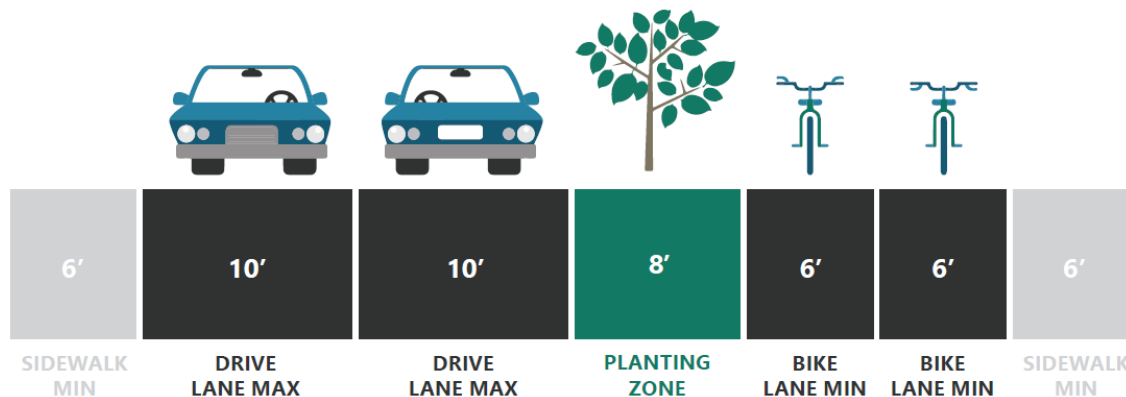 6’ 10’ 10’ 8’ 6’ 6’ 6’
SIDEWALK DRIVE DRIVE PLANTING BIKE BIKE SIDEWALK
MIN LANE MAX LANE MAX ZONE LANE MIN LANE MIN MIN